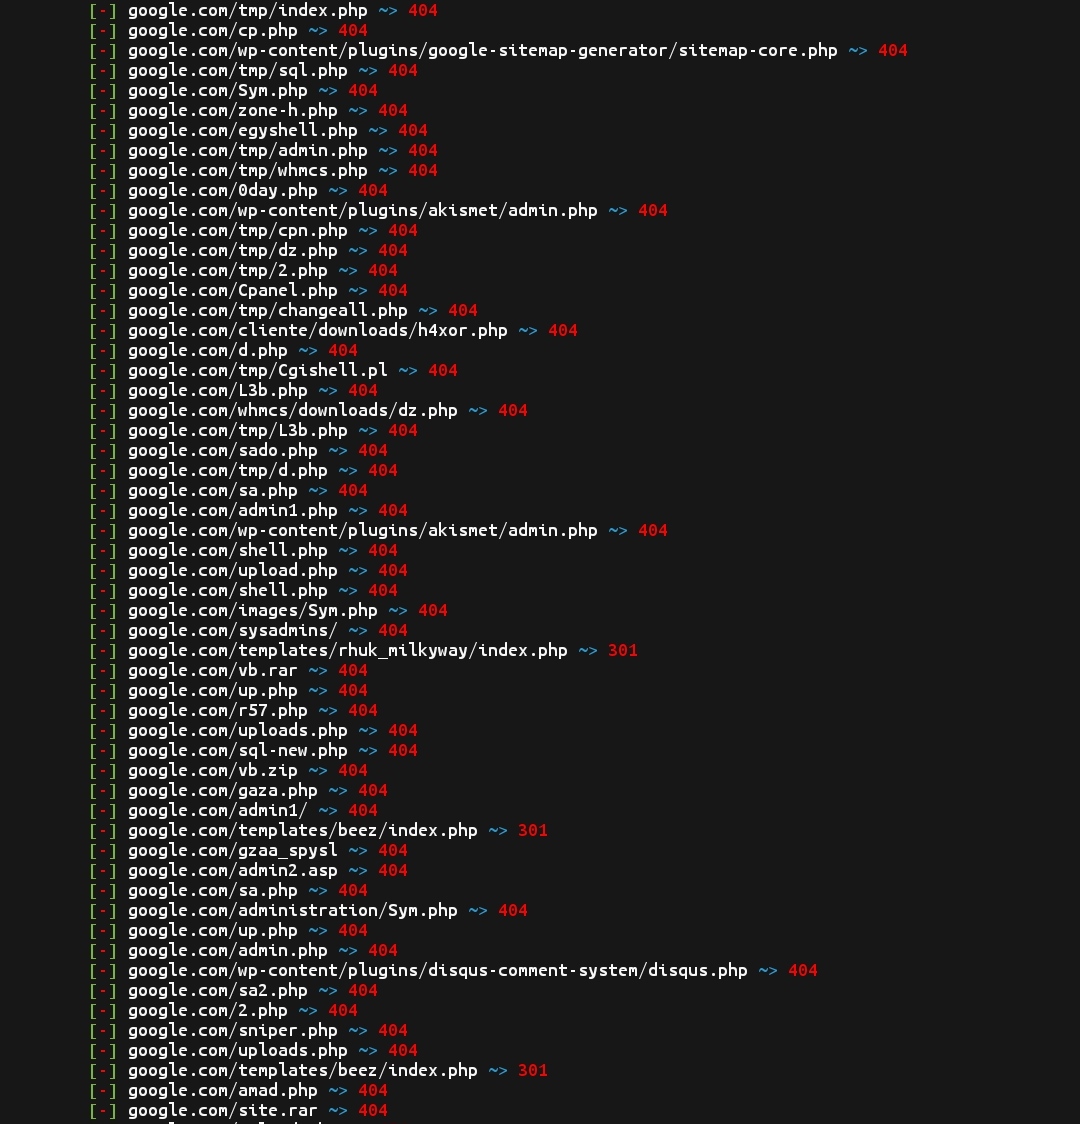 [-] google.com/tmp/index.php ~> 404
[-] google.com/cp.php ~> 404
[-] google.com/wp-content/plugins/google-sitemap-generator/sitemap-core.php ~> 404
[-] google.com/tmp/sql.php ~> 404
[-] google.com/Sym.php ~> 404
[-] google.com/zone-h.php ~> 404
[-] google.com/egyshell.php ~> 404
[-] google.com/tmp/admin.php ~> 404
[-] google.com/tmp/whmcs.php ~> 404
[-] google.com/0day.php ~> 404
[-] google.com/wp-content/plugins/akismet/admin.php ~> 404
[-] google.com/tmp/cpn.php ~> 404
[-] google.com/tmp/dz.php ~> 404
[-] google.com/tmp/2.php ~> 404
[-] google.com/Cpanel.php ~> 404
[-] google.com/tmp/changeall.php ~> 404
[-] google.com/cliente/downloads/h4xor.php ~> 404
[-] google.com/d.php ~> 404
[-] google.com/tmp/Cgishell.pl ~> 404
[-] google.com/L3b.php ~> 404
[-] google.com/whmcs/downloads/dz.php ~> 404
[-] google.com/tmp/L3b.php ~> 404
[-] google.com/sado.php ~> 404
[-] google.com/tmp/d.php ~> 404
[-] google.com/sa.php ~> 404
[-] google.com/admin1.php ~> 404
[-] google.com/wp-content/plugins/akismet/admin.php ~> 404
[-] google.com/shell.php ~> 404
[-] google.com/upload.php ~> 404
[-] google.com/shell.php ~> 404
[-] google.com/images/Sym.php ~> 404
[-] google.com/sysadmins/ ~> 404
[-] google.com/templates/rhuk_milkyway/index.php ~> 301
[-] google.com/vb.rar ~> 404
[-] google.com/up.php ~> 404
[-] google.com/r57.php ~> 404
[-] google.com/uploads.php ~> 404
[-] google.com/sql-new.php ~> 404
[-] google.com/vb.zip ~> 404
[-] google.com/gaza.php ~> 404
[-] google.com/admin1/ ~> 404
[-] google.com/templates/beez/index.php ~> 301
[-] google.com/gzaa_spysl ~> 404
[-] google.com/admin2.asp ~> 404
[-] google.com/sa.php ~> 404
[-] google.com/administration/Sym.php ~> 404
[-] google.com/up.php ~> 404
[-] google.com/admin.php ~> 404
[-] google.com/wp-content/plugins/disqus-comment-system/disqus.php ~> 404
[-] google.com/sa2.php ~> 404
[-] google.com/2.php ~> 404
[-] google.com/sniper.php ~> 404
[-] google.com/uploads.php ~> 404
[-] google.com/templates/beez/index.php ~> 301
[-] google.com/amad.php ~> 404
[-] google.com/site.rar ~> 404